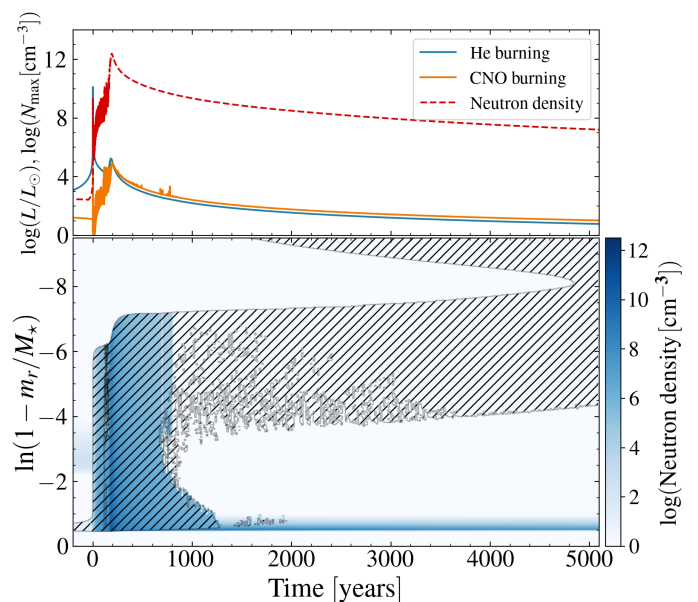 log(L/L⊙), log(N_max[cm⁻³])
12
8
4
0
He burning
CNO burning
Neutron density
ln(1 − m_r/M⋆)
−8
−6
−4
−2
0
0 1000 2000 3000 4000 5000
Time [years]
12
10
8
6
4
2
0
log(Neutron density [cm⁻³])